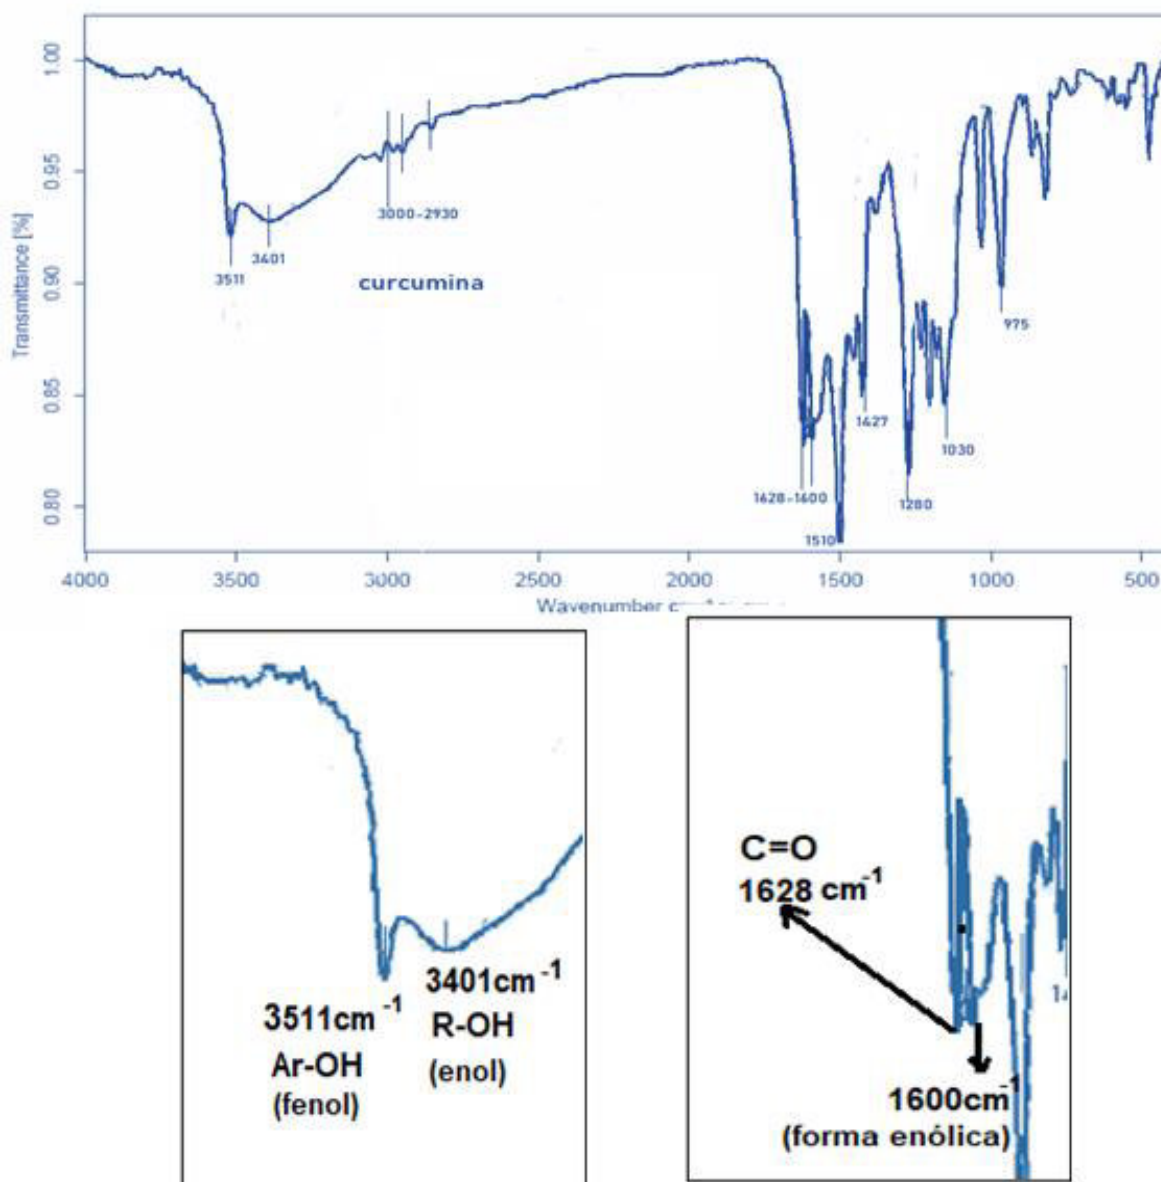 1.00
0.95
0.90
0.85
0.80
Transmittance [%]
3511
3401
3000-2930
curcumina
1628-1600
1510
1427
1280
1030
975
4000 3500 3000 2500 2000 1500 1000 500
Wavenumber
3511cm-1
Ar-OH
(fenol)
3401cm-1
R-OH
(enol)
C=O
1628 cm-1
1600cm-1
(forma enólica)